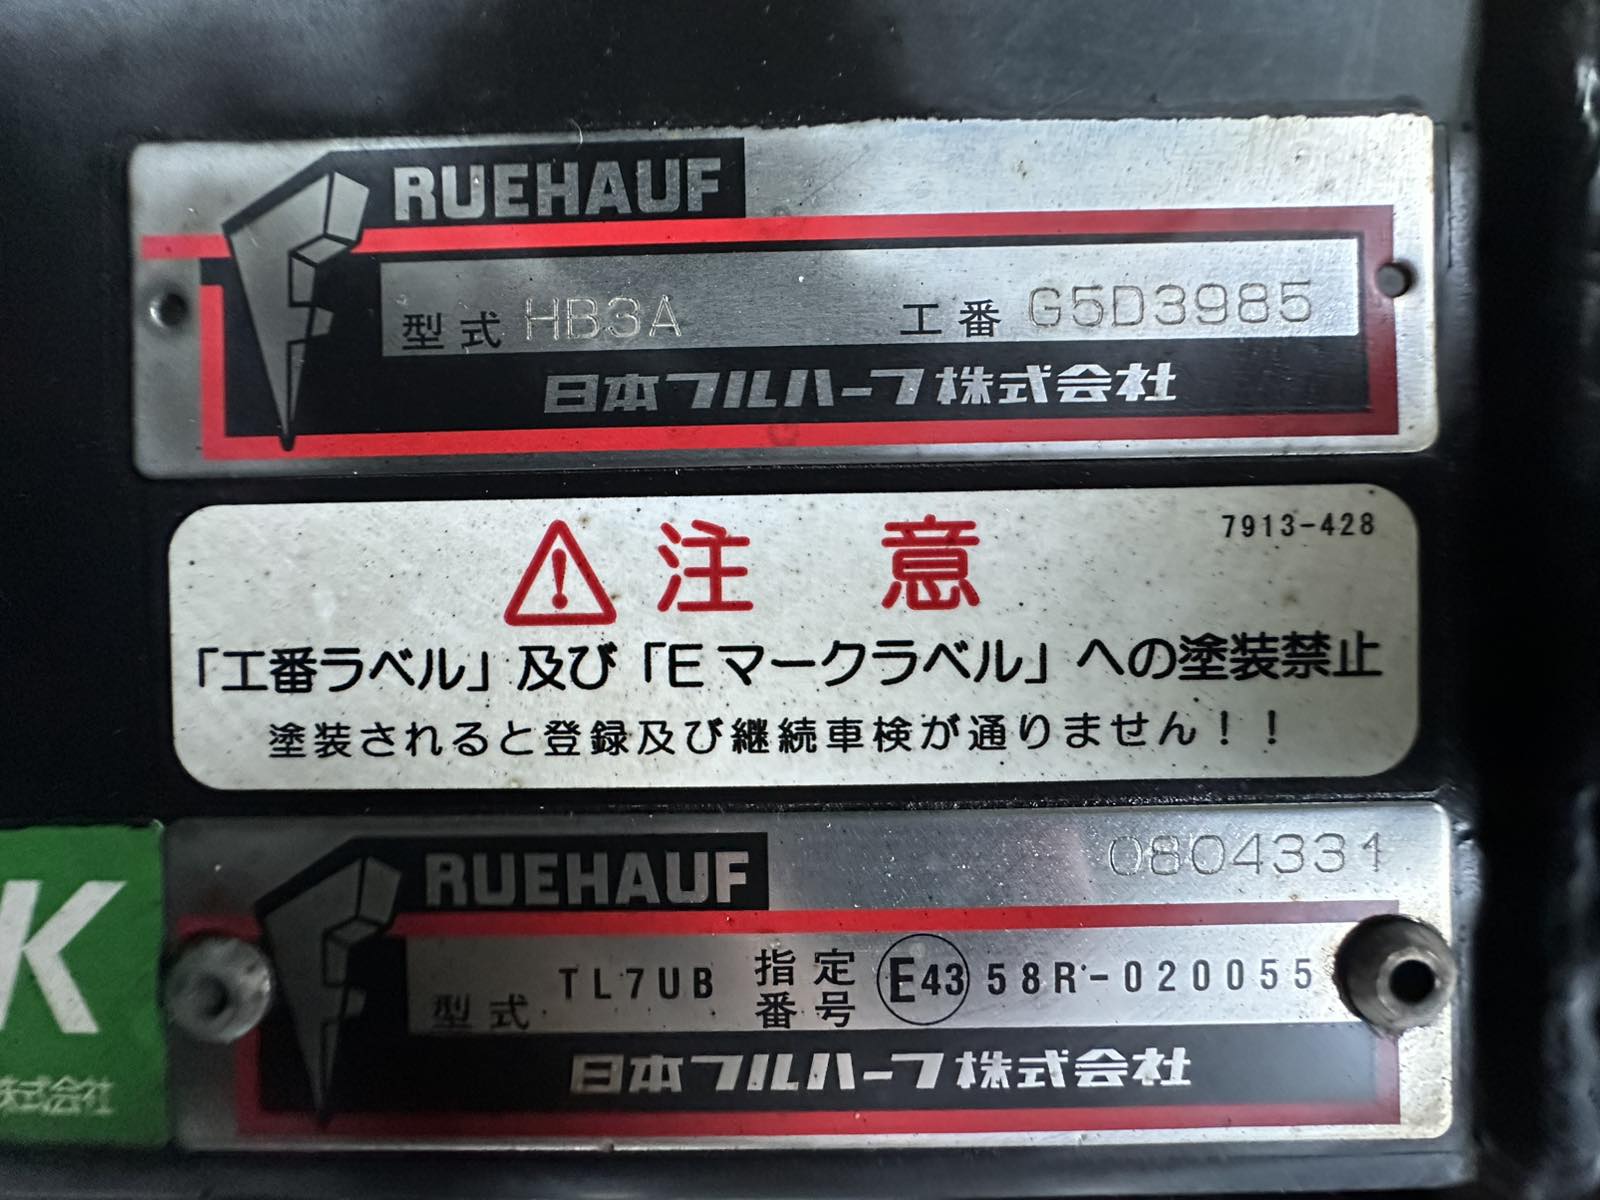 RUEHAUF
型式 HB3A 工番 G5D3985
日本フルハーフ株式会社
7913-428
注意
「工番ラベル」及び「Eマークラベル」への塗装禁止
塗装されると登録及び継続車検が通りません！！
RUEHAUF
0804331
型式 TL7UB 指定番号 E43 58R-020055
日本フルハーフ株式会社
K
株式会社